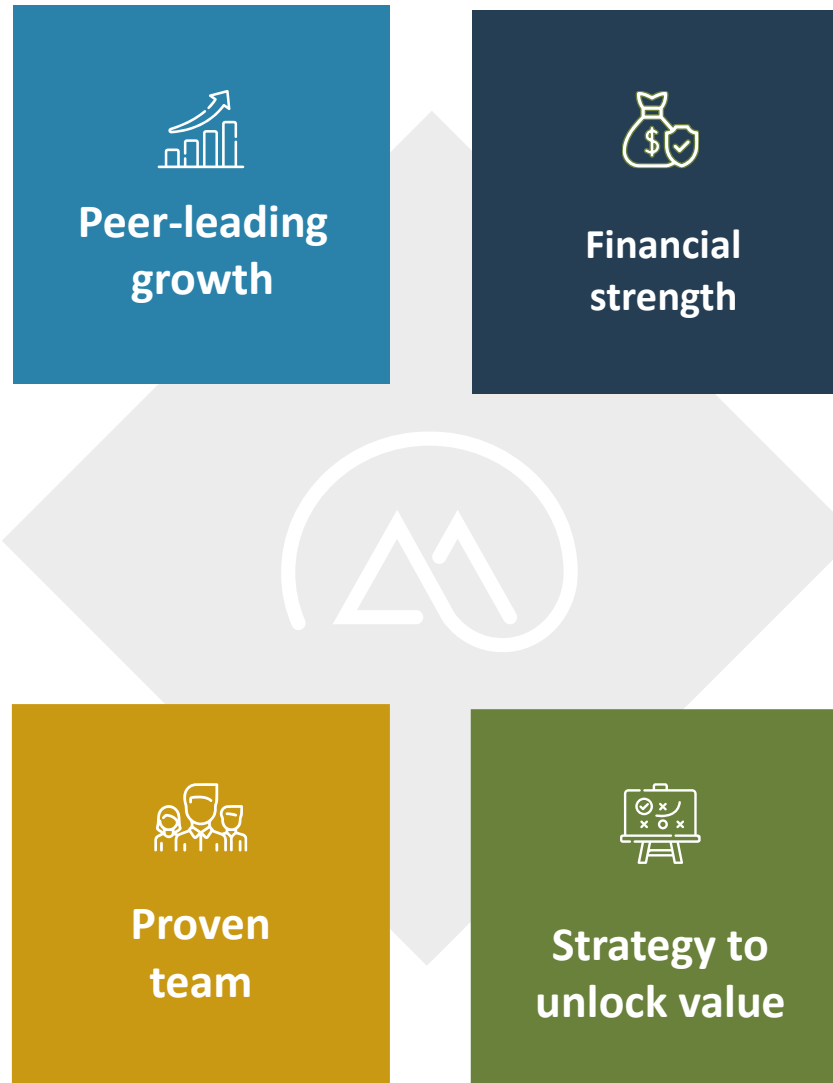 Peer-leading
growth
Financial
strength
Proven
team
Strategy to
unlock value